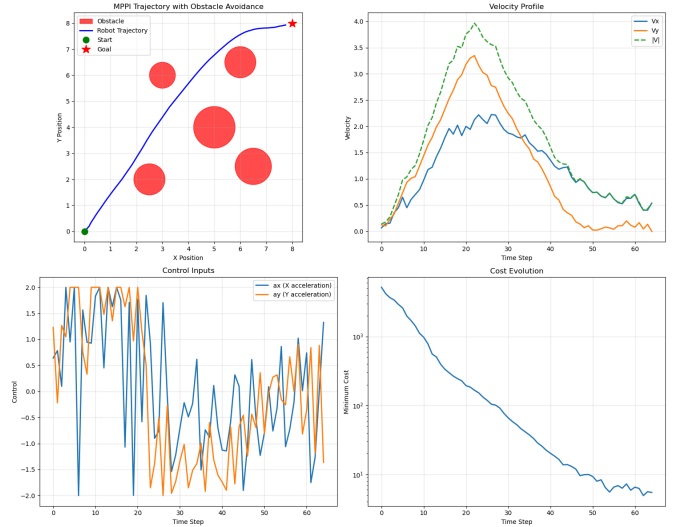 MPPI Trajectory with Obstacle Avoidance
8
7
6
5
4
3
2
1
0
Y Position
Obstacle
Robot Trajectory
Start
Goal
0 1 2 3 4 5 6 7 8
X Position
Velocity Profile
4.0
3.5
3.0
2.5
2.0
1.5
1.0
0.5
0.0
Velocity
Vx
Vy
|V|
0 10 20 30 40 50 60
Time Step
Control Inputs
2.0
1.5
1.0
0.5
0.0
−0.5
−1.0
−1.5
−2.0
Control
ax (X acceleration)
ay (Y acceleration)
0 10 20 30 40 50 60
Time Step
Cost Evolution
10³
10²
10¹
Minimum Cost
0 10 20 30 40 50 60
Time Step